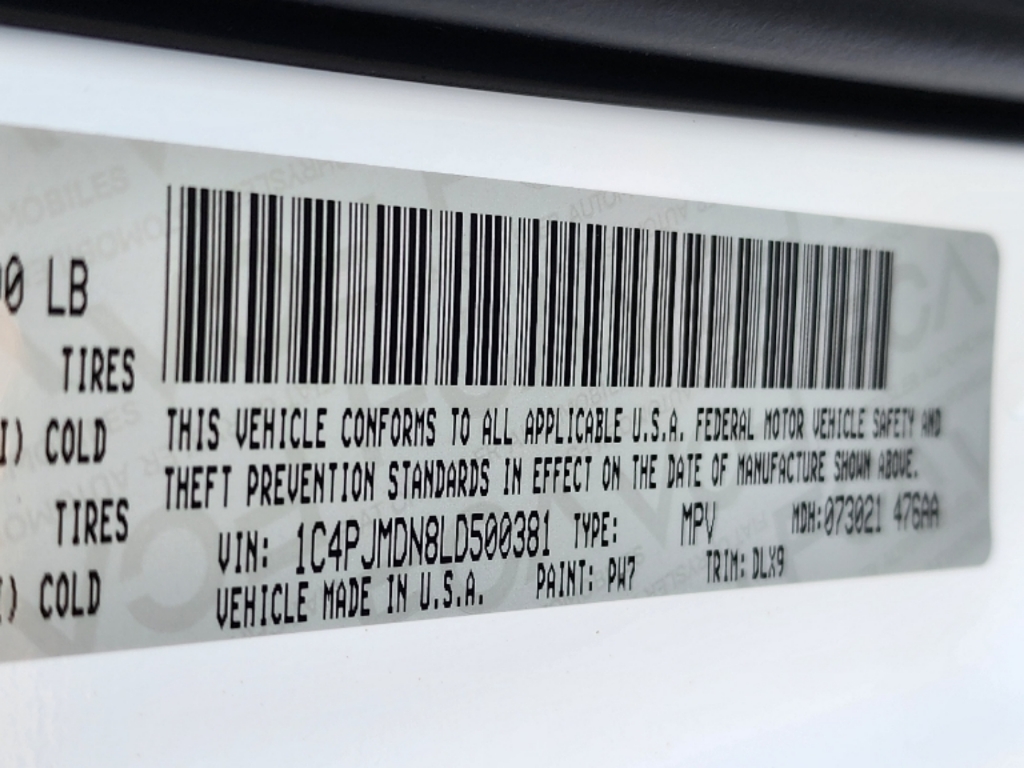 00 LB
TIRES
I) COLD
TIRES
I) COLD
THIS VEHICLE CONFORMS TO ALL APPLICABLE U.S.A. FEDERAL MOTOR VEHICLE SAFETY AND
THEFT PREVENTION STANDARDS IN EFFECT ON THE DATE OF MANUFACTURE SHOWN ABOVE.
VIN: 1C4PJMDN8LD500381 TYPE: MPV MDH:073021 476AA
VEHICLE MADE IN U.S.A. PAINT: PW7 TRIM: DLX9